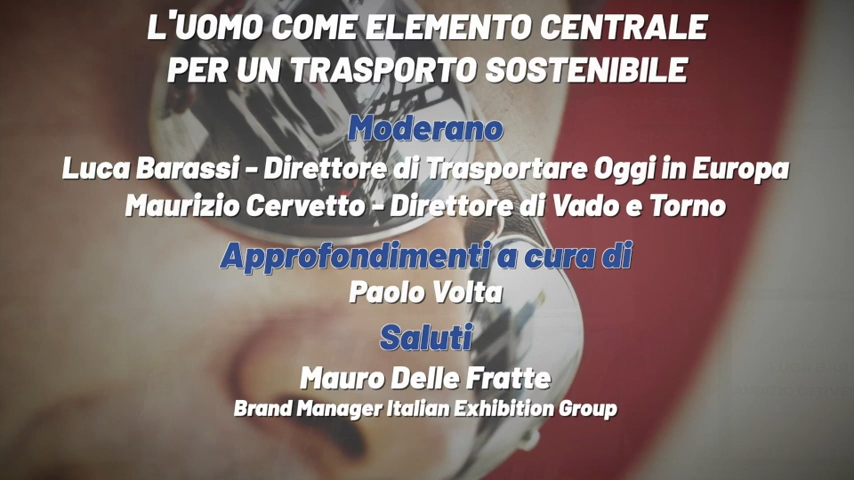 L'UOMO COME ELEMENTO CENTRALE
PER UN TRASPORTO SOSTENIBILE
Moderano
Luca Barassi - Direttore di Trasportare Oggi in Europa
Maurizio Cervetto - Direttore di Vado e Torno
Approfondimenti a cura di
Paolo Volta
Saluti
Mauro Delle Fratte
Brand Manager Italian Exhibition Group